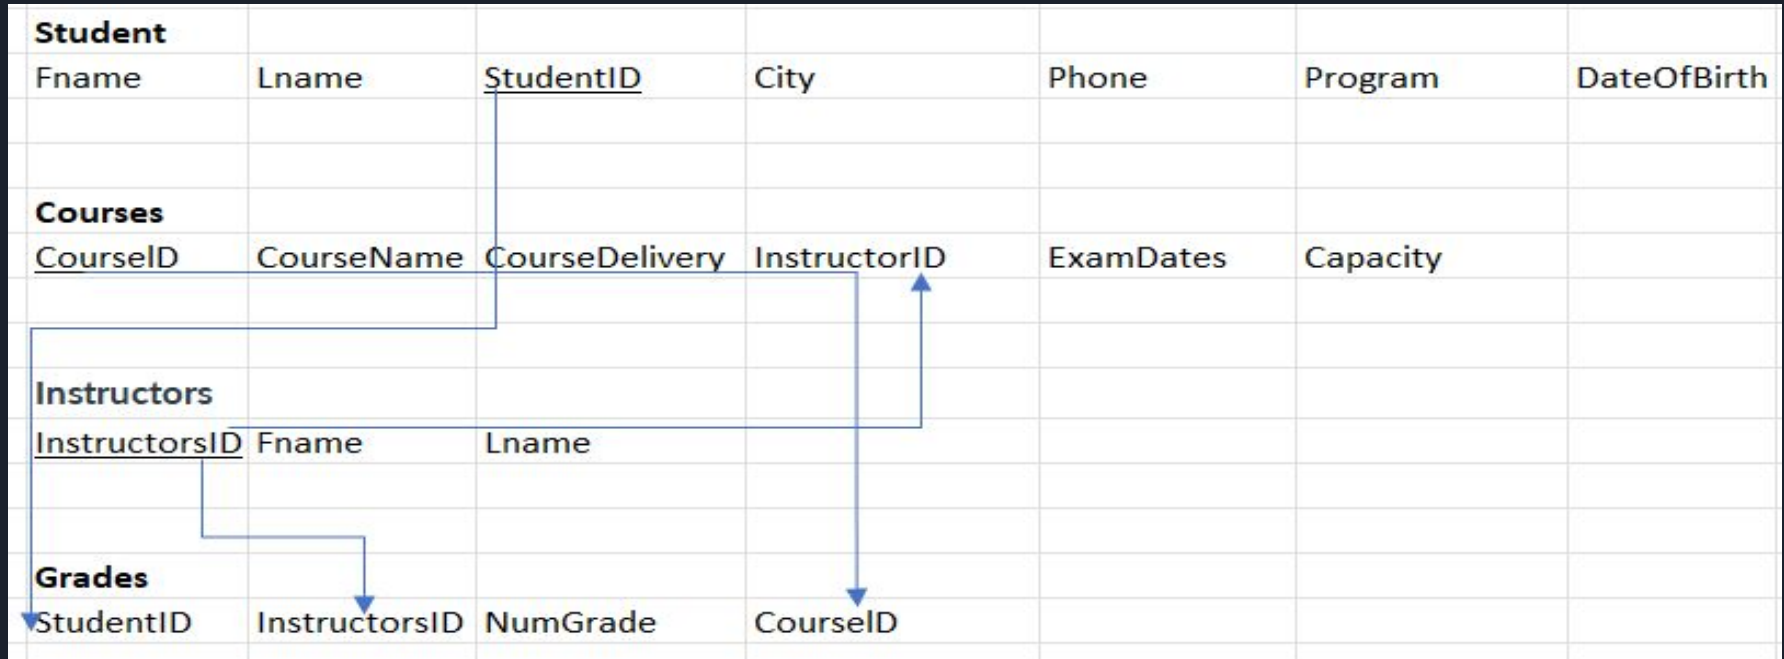 Student
Fname Lname StudentID City Phone Program DateOfBirth
Courses
CourseID CourseName CourseDelivery InstructorID ExamDates Capacity
Instructors
InstructorsID Fname Lname
Grades
StudentID InstructorsID NumGrade CourseID